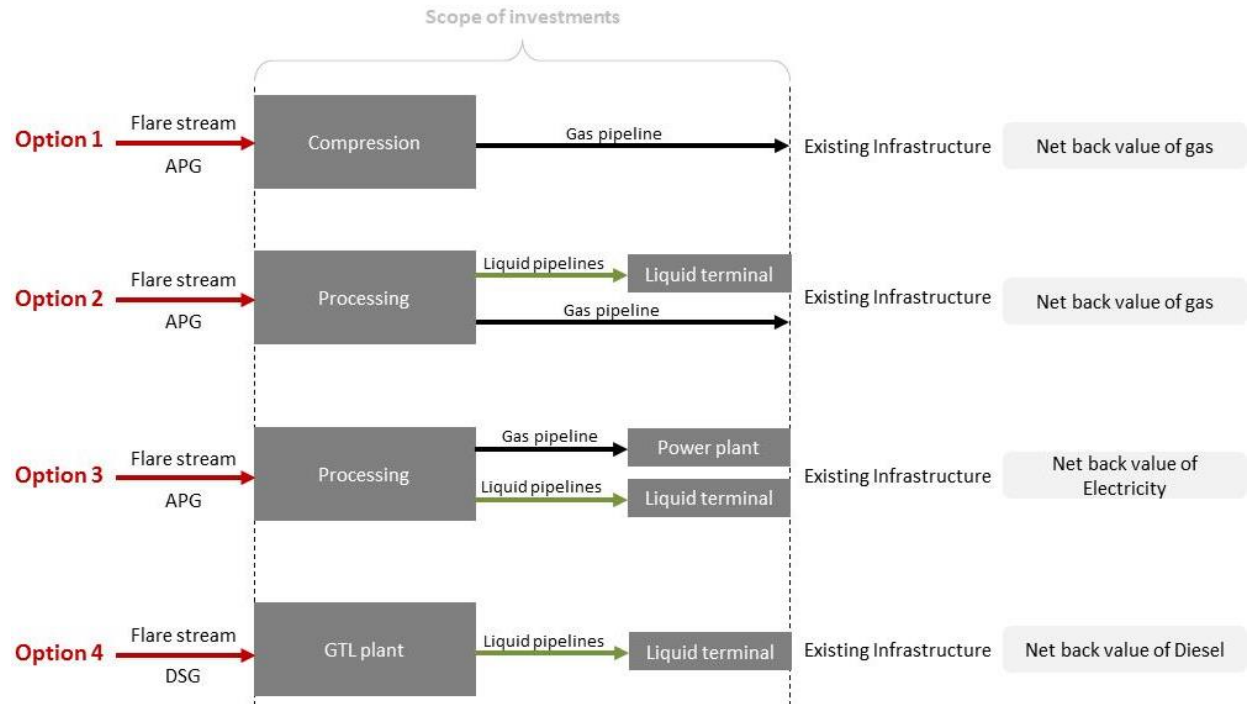 Scope of investments
Option 1
Flare stream
APG
Compression
Gas pipeline
Existing Infrastructure
Net back value of gas
Option 2
Flare stream
APG
Processing
Liquid pipelines
Liquid terminal
Gas pipeline
Existing Infrastructure
Net back value of gas
Option 3
Flare stream
APG
Processing
Gas pipeline
Power plant
Liquid pipelines
Liquid terminal
Existing Infrastructure
Net back value of
Electricity
Option 4
Flare stream
DSG
GTL plant
Liquid pipelines
Liquid terminal
Existing Infrastructure
Net back value of Diesel